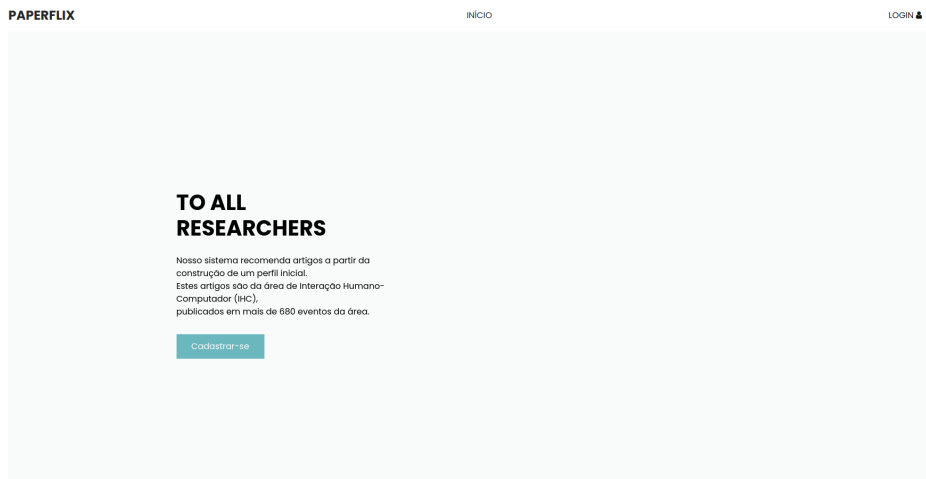 PAPERFLIX
INÍCIO
LOGIN
TO ALL
RESEARCHERS
Nosso sistema recomenda artigos a partir da
construção de um perfil inicial.
Estes artigos são da área de Interação Humano-
Computador (IHC),
publicados em mais de 680 eventos da área.
Cadastrar-se